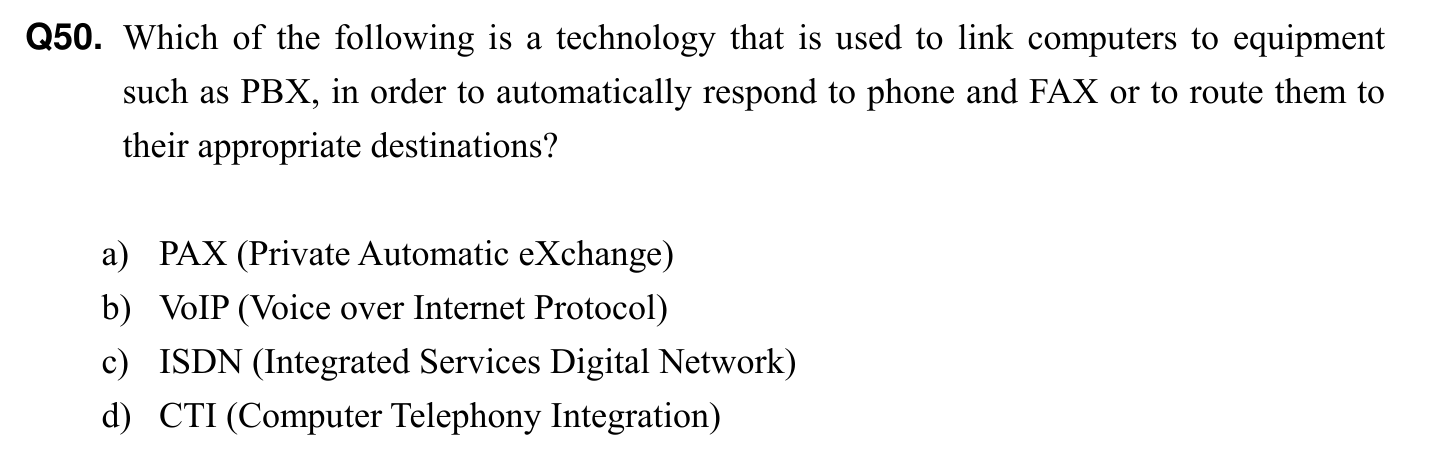 Q50. Which of the following is a technology that is used to link computers to equipment
such as PBX, in order to automatically respond to phone and FAX or to route them to
their appropriate destinations?
a) PAX (Private Automatic eXchange)
b) VoIP (Voice over Internet Protocol)
c) ISDN (Integrated Services Digital Network)
d) CTI (Computer Telephony Integration)